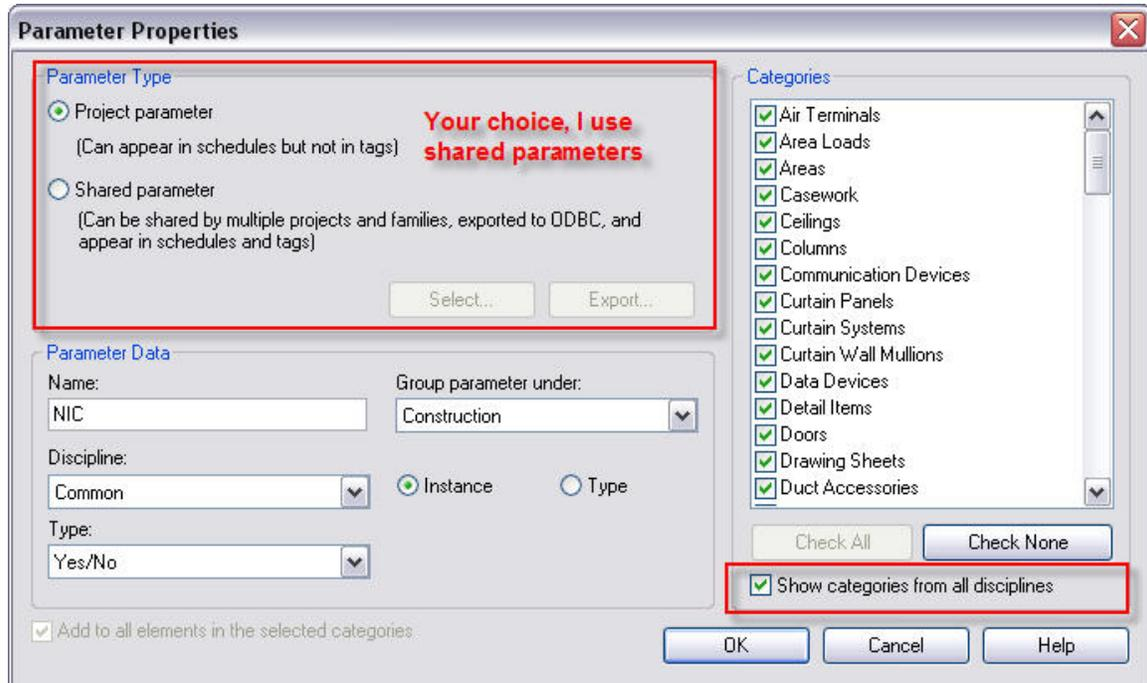 Parameter Properties
Parameter Type
Project parameter
(Can appear in schedules but not in tags)
Your choice, I use
shared parameters
Shared parameter
(Can be shared by multiple projects and families, exported to ODBC, and
appear in schedules and tags)
Select...
Export...
Parameter Data
Name:
NIC
Group parameter under:
Construction
Discipline:
Common
Instance
Type
Type:
Yes/No
Add to all elements in the selected categories
Categories
Air Terminals
Area Loads
Areas
Casework
Ceilings
Columns
Communication Devices
Curtain Panels
Curtain Systems
Curtain Wall Mullions
Data Devices
Detail Items
Doors
Drawing Sheets
Duct Accessories
Check All
Check None
Show categories from all disciplines
OK
Cancel
Help